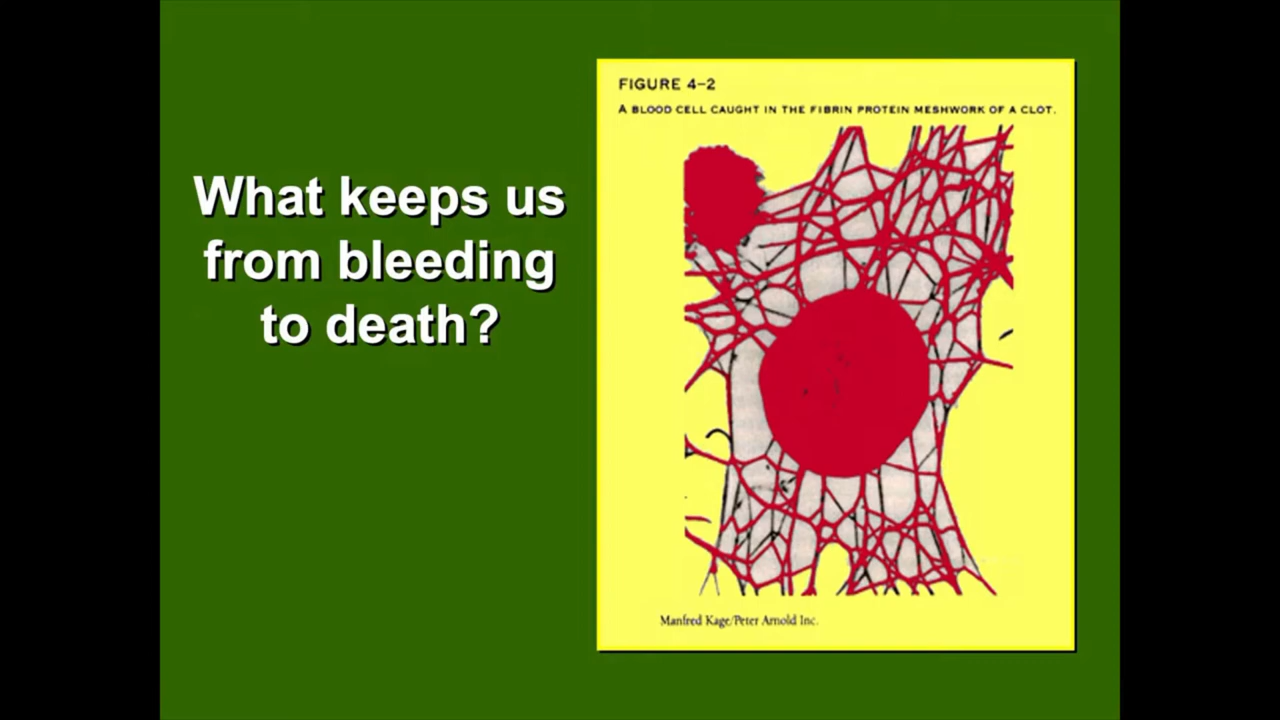 What keeps us
from bleeding
to death?
FIGURE 4–2
A BLOOD CELL CAUGHT IN THE FIBRIN PROTEIN MESHWORK OF A CLOT.
Manfred Kage/Peter Arnold Inc.